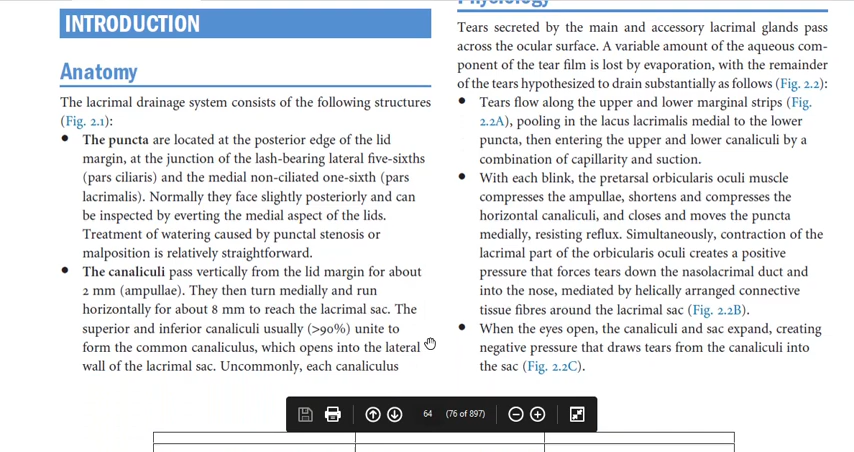 INTRODUCTION
Anatomy
The lacrimal drainage system consists of the following structures
(Fig. 2.1):
● The puncta are located at the posterior edge of the lid
margin, at the junction of the lash-bearing lateral five-sixths
(pars ciliaris) and the medial non-ciliated one-sixth (pars
lacrimalis). Normally they face slightly posteriorly and can
be inspected by everting the medial aspect of the lids.
Treatment of watering caused by punctal stenosis or
malposition is relatively straightforward.
● The canaliculi pass vertically from the lid margin for about
2 mm (ampullae). They then turn medially and run
horizontally for about 8 mm to reach the lacrimal sac. The
superior and inferior canaliculi usually (>90%) unite to
form the common canaliculus, which opens into the lateral
wall of the lacrimal sac. Uncommonly, each canaliculus
Physiology
Tears secreted by the main and accessory lacrimal glands pass
across the ocular surface. A variable amount of the aqueous com-
ponent of the tear film is lost by evaporation, with the remainder
of the tears hypothesized to drain substantially as follows (Fig. 2.2):
● Tears flow along the upper and lower marginal strips (Fig.
2.2A), pooling in the lacus lacrimalis medial to the lower
puncta, then entering the upper and lower canaliculi by a
combination of capillarity and suction.
● With each blink, the pretarsal orbicularis oculi muscle
compresses the ampullae, shortens and compresses the
horizontal canaliculi, and closes and moves the puncta
medially, resisting reflux. Simultaneously, contraction of the
lacrimal part of the orbicularis oculi creates a positive
pressure that forces tears down the nasolacrimal duct and
into the nose, mediated by helically arranged connective
tissue fibres around the lacrimal sac (Fig. 2.2B).
● When the eyes open, the canaliculi and sac expand, creating
negative pressure that draws tears from the canaliculi into
the sac (Fig. 2.2C).
64 (76 of 897)